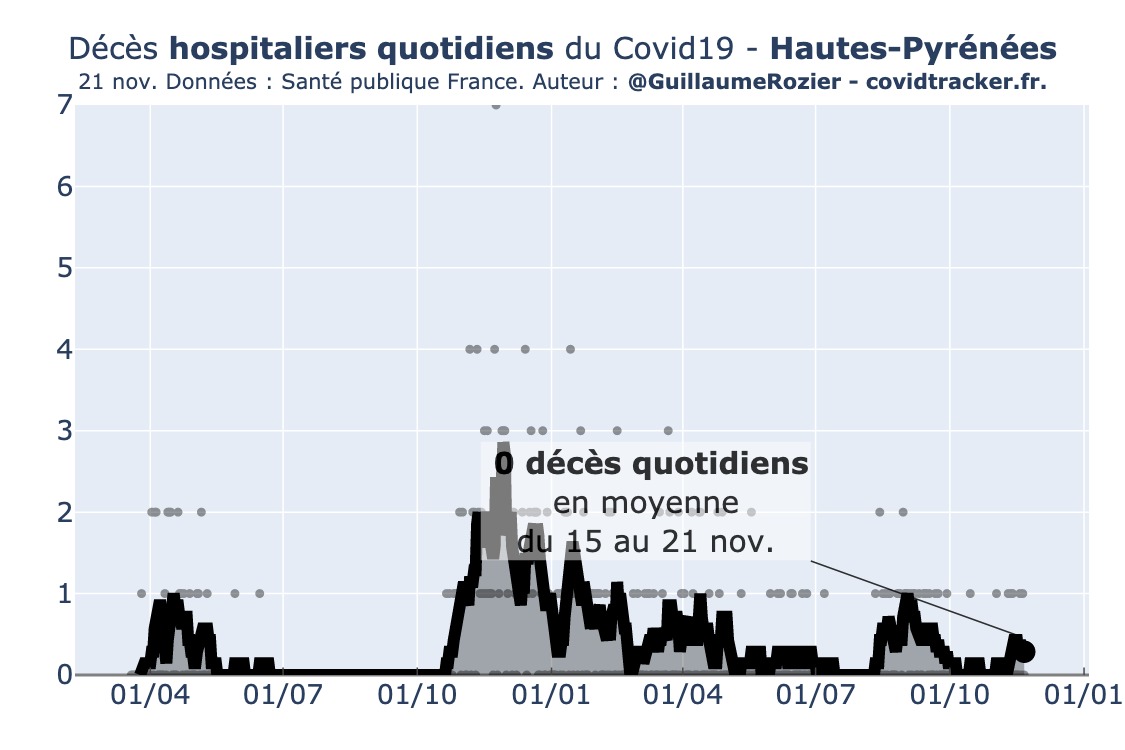 Décès hospitaliers quotidiens du Covid19 - Hautes-Pyrénées
21 nov. Données : Santé publique France. Auteur : @GuillaumeRozier - covidtracker.fr.
7
6
5
4
3
0 décès quotidiens
en moyenne
2
du 15 au 21 nov.
1
0
01/04 01/07 01/10 01/01 01/04 01/07 01/10 01/01